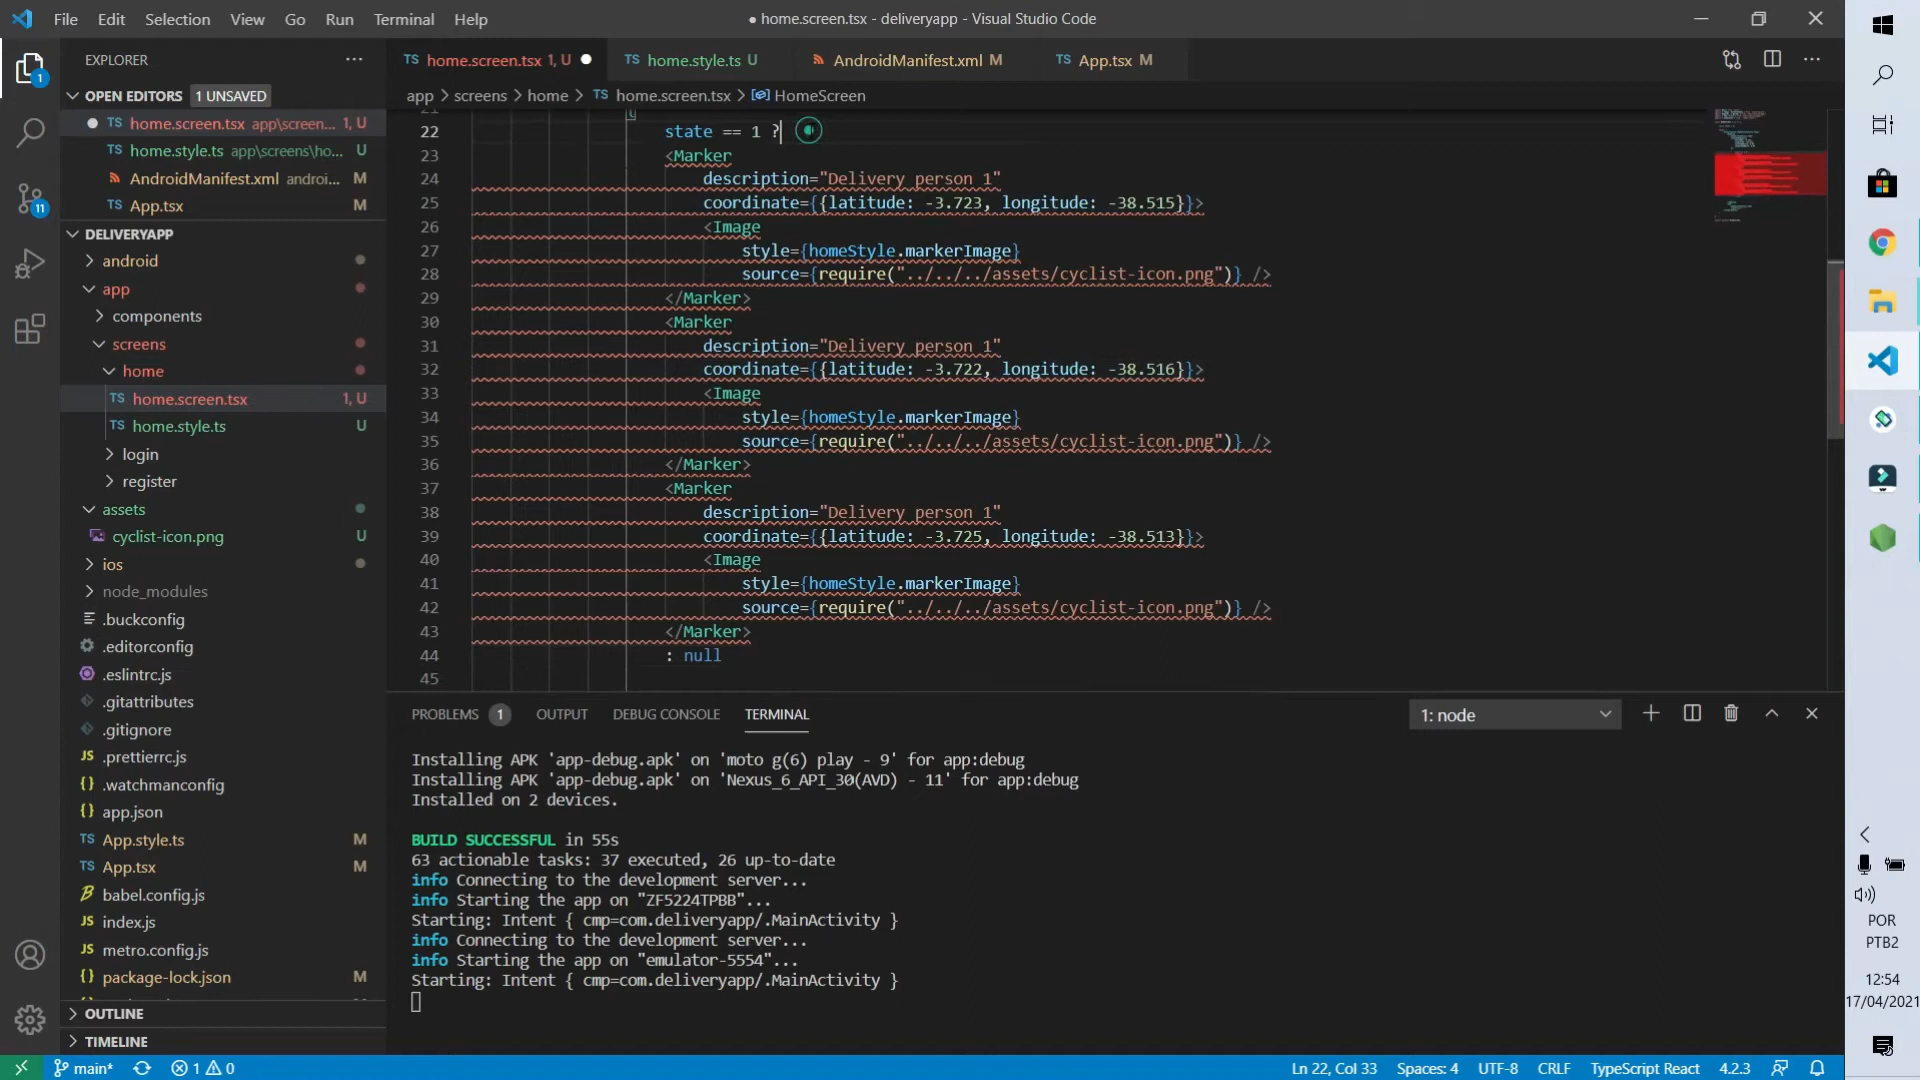 File Edit Selection View Go Run Terminal Help
● home.screen.tsx - deliveryapp - Visual Studio Code
EXPLORER
OPEN EDITORS 1 UNSAVED
TS home.screen.tsx app\screen... 1, U
TS home.style.ts app\screens\ho... U
AndroidManifest.xml androi... M
App.tsx M
DELIVERYAPP
android
app
components
screens
home
TS home.screen.tsx 1, U
TS home.style.ts U
login
register
assets
cyclist-icon.png U
ios
node_modules
.buckconfig
.editorconfig
.eslintrc.js
.gitattributes
.gitignore
JS .prettierrc.js
{} .watchmanconfig
{} app.json
TS App.style.ts M
TS App.tsx M
babel.config.js
JS index.js
JS metro.config.js
{} package-lock.json M
OUTLINE
TIMELINE
TS home.screen.tsx 1, U
TS home.style.ts U
AndroidManifest.xml M
TS App.tsx M
app > screens > home > TS home.screen.tsx > HomeScreen
22 state == 1 ?
23 <Marker
24 description="Delivery person 1"
25 coordinate={{latitude: -3.723, longitude: -38.515}}>
26 <Image
27 style={homeStyle.markerImage}
28 source={require("../../../assets/cyclist-icon.png")} />
29 </Marker>
30 <Marker
31 description="Delivery person 1"
32 coordinate={{latitude: -3.722, longitude: -38.516}}>
33 <Image
34 style={homeStyle.markerImage}
35 source={require("../../../assets/cyclist-icon.png")} />
36 </Marker>
37 <Marker
38 description="Delivery person 1"
39 coordinate={{latitude: -3.725, longitude: -38.513}}>
40 <Image
41 style={homeStyle.markerImage}
42 source={require("../../../assets/cyclist-icon.png")} />
43 </Marker>
44 : null
45
PROBLEMS 1 OUTPUT DEBUG CONSOLE TERMINAL
1: node
Installing APK 'app-debug.apk' on 'moto g(6) play - 9' for app:debug
Installing APK 'app-debug.apk' on 'Nexus_6_API_30(AVD) - 11' for app:debug
Installed on 2 devices.
BUILD SUCCESSFUL in 55s
63 actionable tasks: 37 executed, 26 up-to-date
info Connecting to the development server...
info Starting the app on "ZF5224TPBB"...
Starting: Intent { cmp=com.deliveryapp/.MainActivity }
info Connecting to the development server...
info Starting the app on "emulator-5554"...
Starting: Intent { cmp=com.deliveryapp/.MainActivity }
1
11
main* 1 0
Ln 22, Col 33 Spaces: 4 UTF-8 CRLF TypeScript React 4.2.3
POR
PTB2
12:54
17/04/2021